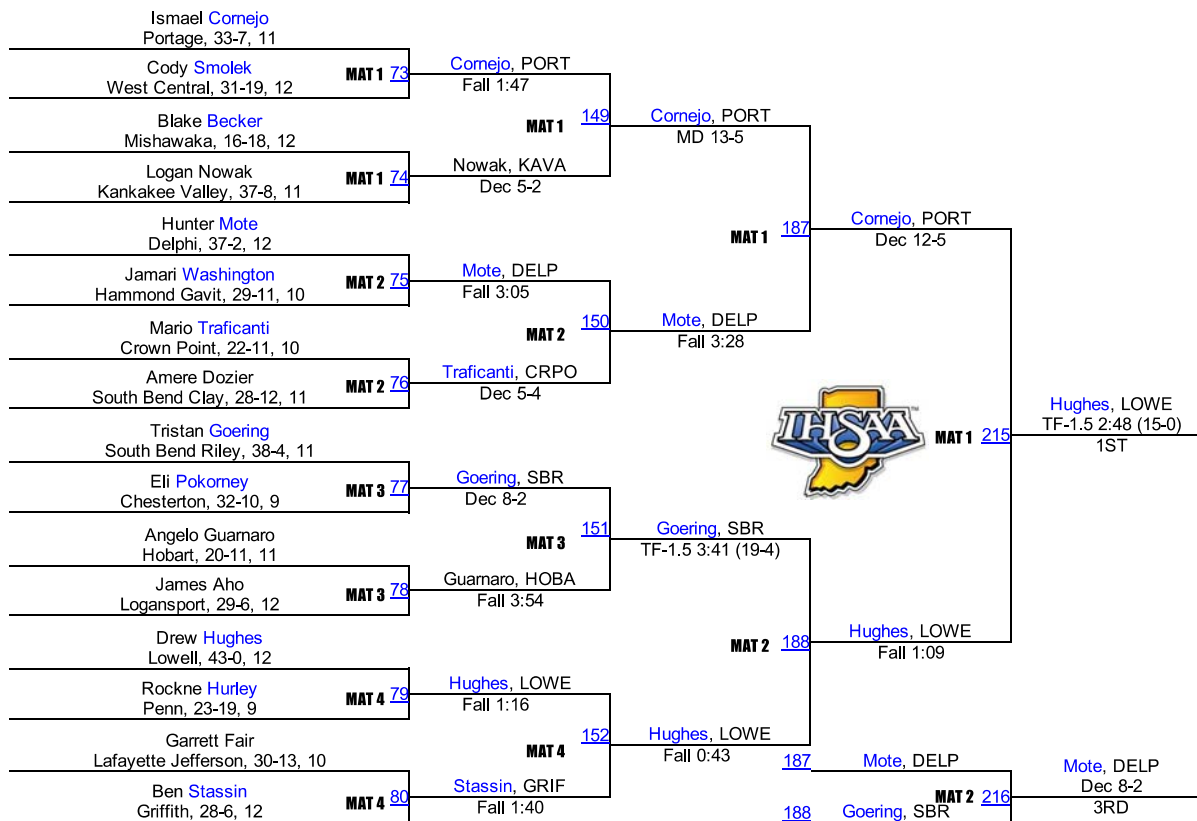 Ismael Cornejo
Portage, 33-7, 11
Cody Smolek
West Central, 31-19, 12
MAT 1 73
Cornejo, PORT
Fall 1:47
Blake Becker
Mishawaka, 16-18, 12
Logan Nowak
Kankakee Valley, 37-8, 11
MAT 1 74
Nowak, KAVA
Dec 5-2
MAT 1 149
Cornejo, PORT
MD 13-5
Hunter Mote
Delphi, 37-2, 12
Jamari Washington
Hammond Gavit, 29-11, 10
MAT 2 75
Mote, DELP
Fall 3:05
Mario Traficanti
Crown Point, 22-11, 10
Amere Dozier
South Bend Clay, 28-12, 11
MAT 2 76
Traficanti, CRPO
Dec 5-4
MAT 2 150
Mote, DELP
Fall 3:28
MAT 1 187
Cornejo, PORT
Dec 12-5
Tristan Goering
South Bend Riley, 38-4, 11
Eli Pokorney
Chesterton, 32-10, 9
MAT 3 77
Goering, SBR
Dec 8-2
Angelo Guarnaro
Hobart, 20-11, 11
James Aho
Logansport, 29-6, 12
MAT 3 78
Guarnaro, HOBA
Fall 3:54
MAT 3 151
Goering, SBR
TF-1.5 3:41 (19-4)
Drew Hughes
Lowell, 43-0, 12
Rockne Hurley
Penn, 23-19, 9
MAT 4 79
Hughes, LOWE
Fall 1:16
Garrett Fair
Lafayette Jefferson, 30-13, 10
Ben Stassin
Griffith, 28-6, 12
MAT 4 80
Stassin, GRIF
Fall 1:40
MAT 4 152
Hughes, LOWE
Fall 0:43
MAT 2 188
Hughes, LOWE
Fall 1:09
IHSAA
TM
MAT 1 215
Hughes, LOWE
TF-1.5 2:48 (15-0)
1ST
187 Mote, DELP
188 Goering, SBR
MAT 2 216
Mote, DELP
Dec 8-2
3RD